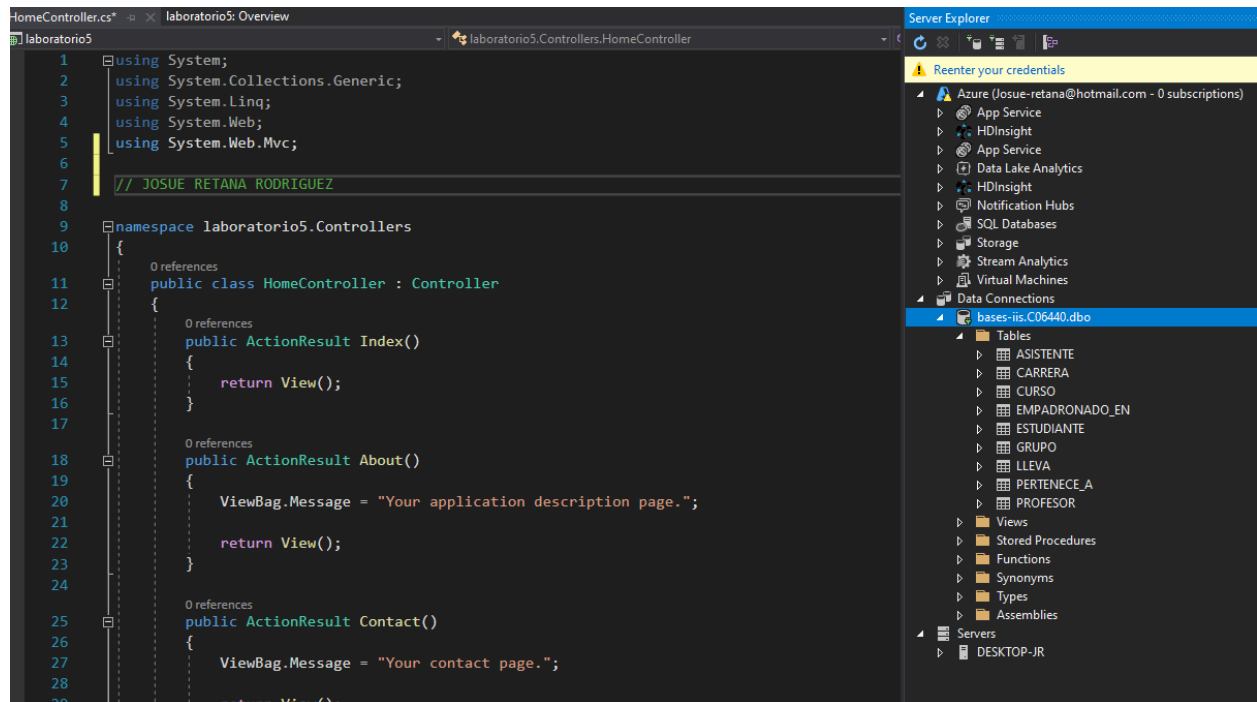 HomeController.cs*
laboratorio5: Overview
laboratorio5
laboratorio5.Controllers.HomeController
1 using System;
2 using System.Collections.Generic;
3 using System.Linq;
4 using System.Web;
5 using System.Web.Mvc;
6
7 // JOSUE RETANA RODRIGUEZ
8
9 namespace laboratorio5.Controllers
10 {
0 references
11 public class HomeController : Controller
12 {
0 references
13 public ActionResult Index()
14 {
15 return View();
16 }
17
0 references
18 public ActionResult About()
19 {
20 ViewBag.Message = "Your application description page.";
21
22 return View();
23 }
24
0 references
25 public ActionResult Contact()
26 {
27 ViewBag.Message = "Your contact page.";
28
Server Explorer
Reenter your credentials
Azure (Josue-retana@hotmail.com - 0 subscriptions)
App Service
HDInsight
App Service
Data Lake Analytics
HDInsight
Notification Hubs
SQL Databases
Storage
Stream Analytics
Virtual Machines
Data Connections
bases-iis.C06440.dbo
Tables
ASISTENTE
CARRERA
CURSO
EMPADRONADO_EN
ESTUDIANTE
GRUPO
LLEVA
PERTENECE_A
PROFESOR
Views
Stored Procedures
Functions
Synonyms
Types
Assemblies
Servers
DESKTOP-JR